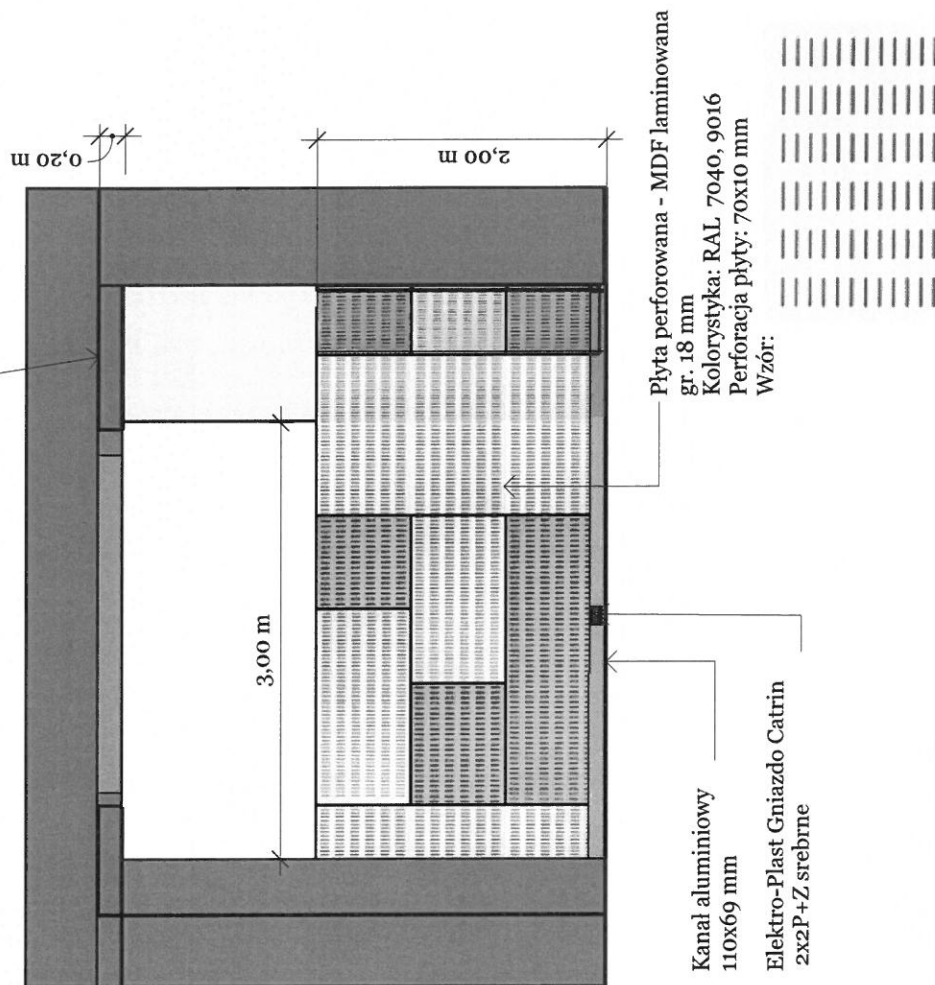 0,20 m
2,00 m
3,00 m
Płyta perforowana - MDF laminowana
gr. 18 mm
Kolorystyka: RAL 7040, 9016
Perforacja płyty: 70x10 mm
Wzór:
Kanał aluminiowy
110x69 mm
Elektro-Plast Gniazdo Catrin
2x2P+Z srebrne